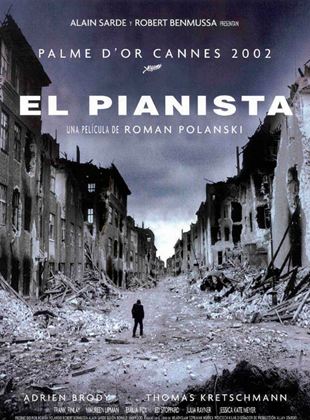 ALAIN SARDE Y ROBERT BENMUSSA PRESENTAN
PALME D'OR CANNES 2002
EL PIANISTA
UNA PELÍCULA DE ROMAN POLANSKI
ADRIEN BRODY THOMAS KRETSCHMANN
FRANK FINLAY MAUREEN LIPMAN EMILIA FOX ED STOPPARD JULIA RAYNER JESSICA KATE MEYER